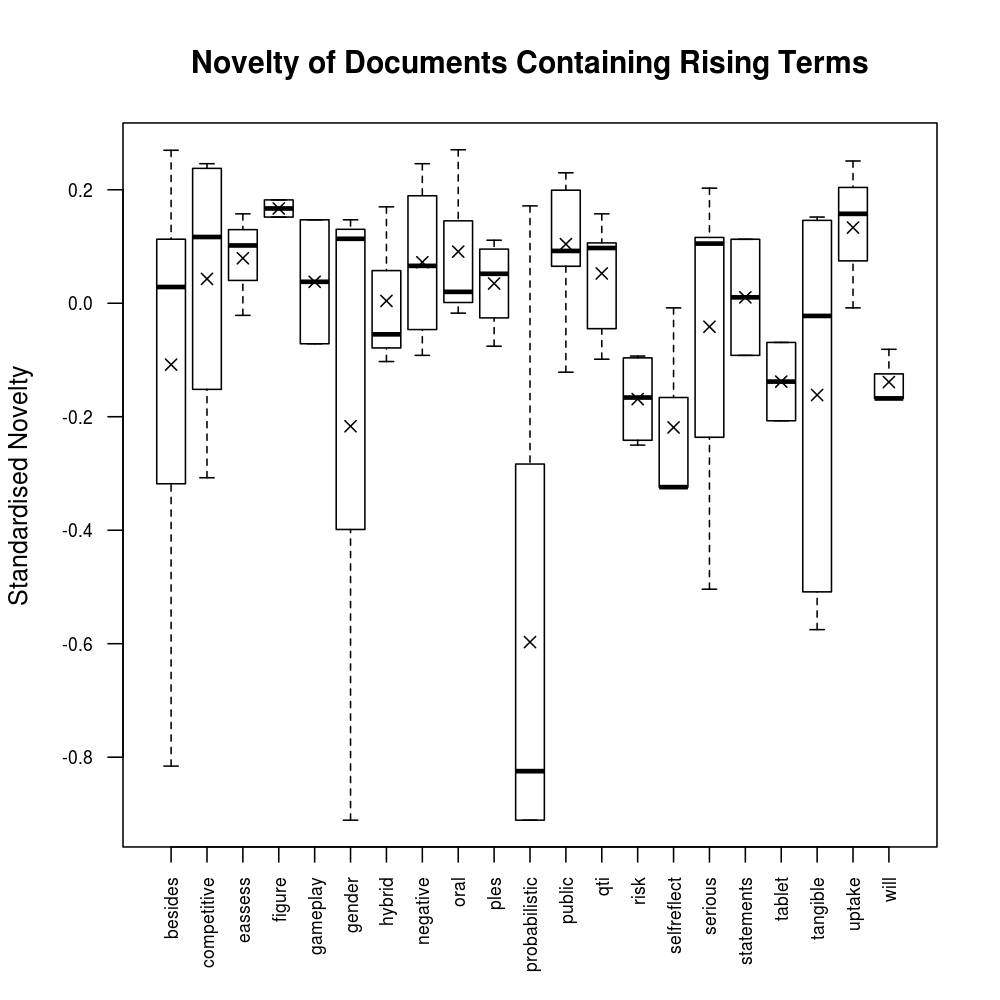 Novelty of Documents Containing Rising Terms
Standardised Novelty
0.2
0.0
-0.2
-0.4
-0.6
-0.8
besides
competitive
eassess
figure
gameplay
gender
hybrid
negative
oral
ples
probabilistic
public
qti
risk
selfreflect
serious
statements
tablet
tangible
uptake
will